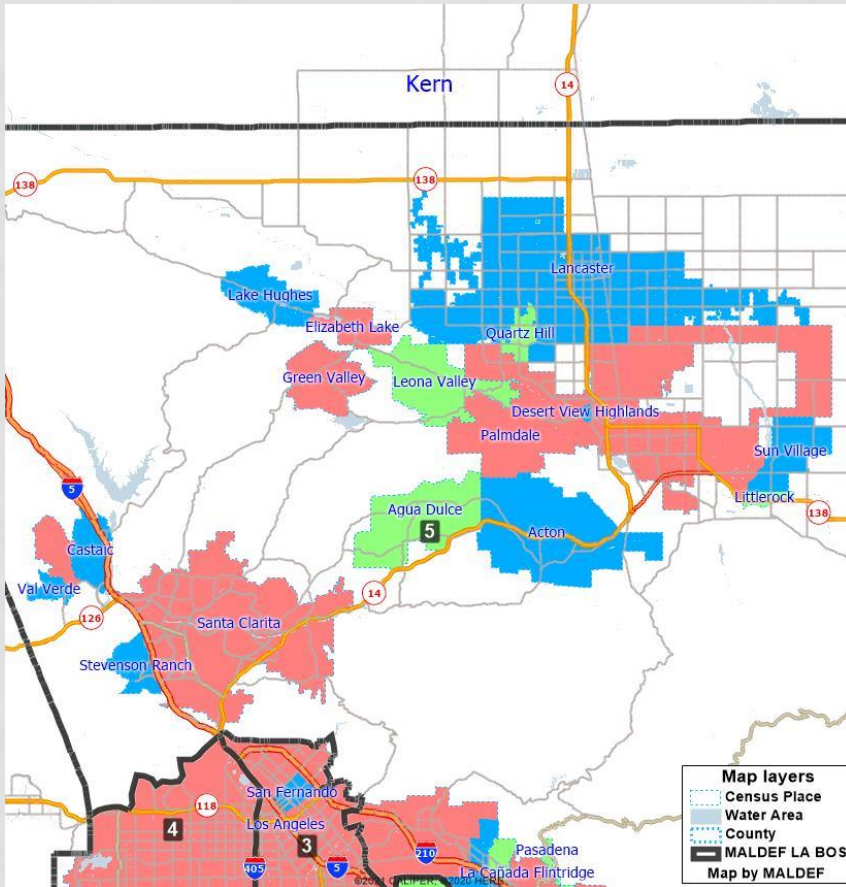 Kern
14
138
138
Lancaster
Lake Hughes
Elizabeth Lake
Quartz Hill
Green Valley
Leona Valley
Desert View Highlands
Palmdale
Sun Village
5
Littlerock
Agua Dulce
138
5
Acton
Castaic
Val Verde
14
126
Santa Clarita
Stevenson Ranch
San Fernando
118
4
Los Angeles
3
Pasadena
210
405
5
La Cañada Flintridge
Map layers
Census Place
Water Area
County
MALDEF LA BOS
Map by MALDEF